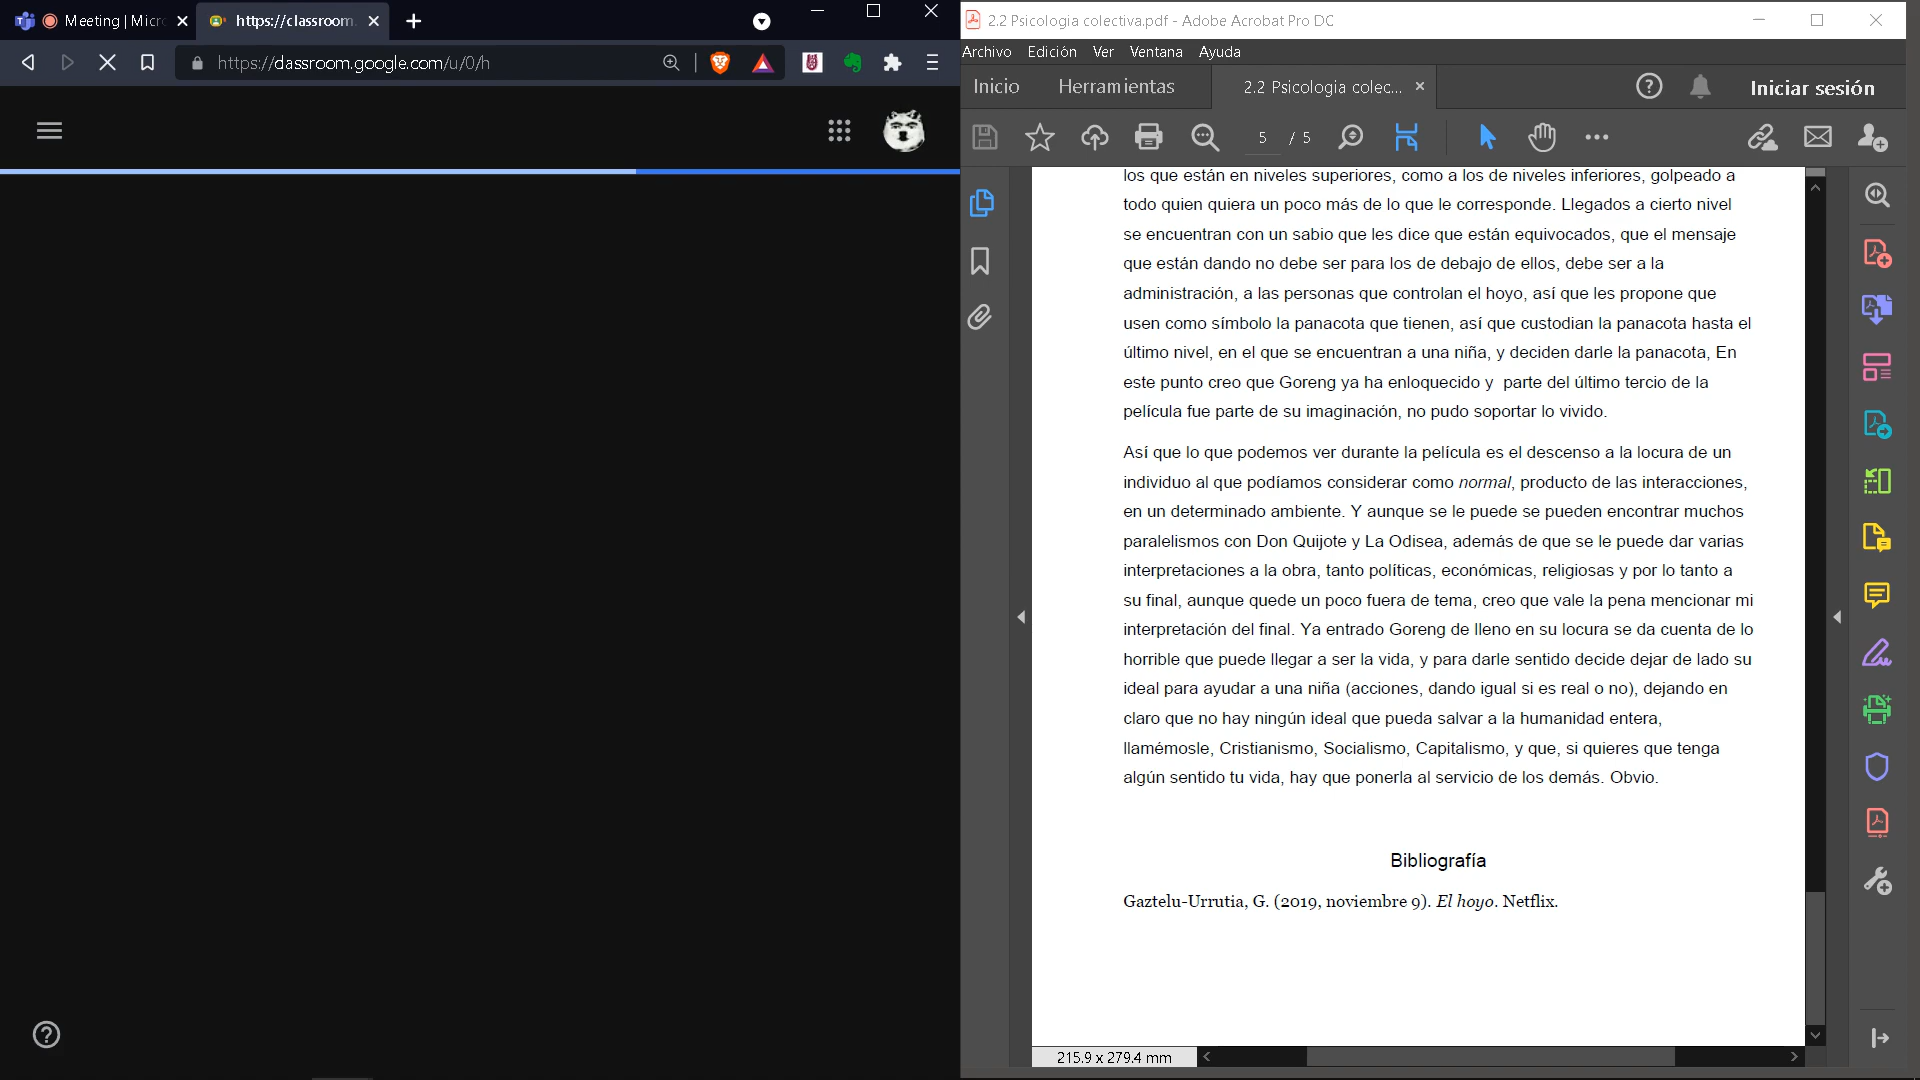 Meeting | Micro
https://classroom.
https://classroom.google.com/u/0/h
2.2 Psicologia colectiva.pdf - Adobe Acrobat Pro DC
Archivo Edición Ver Ventana Ayuda
Inicio Herramientas 2.2 Psicologia colec... Iniciar sesión
5 / 5
los que están en niveles superiores, como a los de niveles inferiores, golpeado a
todo quien quiera un poco más de lo que le corresponde. Llegados a cierto nivel
se encuentran con un sabio que les dice que están equivocados, que el mensaje
que están dando no debe ser para los de debajo de ellos, debe ser a la
administración, a las personas que controlan el hoyo, así que les propone que
usen como símbolo la panacota que tienen, así que custodian la panacota hasta el
último nivel, en el que se encuentran a una niña, y deciden darle la panacota, En
este punto creo que Goreng ya ha enloquecido y  parte del último tercio de la
película fue parte de su imaginación, no pudo soportar lo vivido.
Así que lo que podemos ver durante la película es el descenso a la locura de un
individuo al que podíamos considerar como normal, producto de las interacciones,
en un determinado ambiente. Y aunque se le puede se pueden encontrar muchos
paralelismos con Don Quijote y La Odisea, además de que se le puede dar varias
interpretaciones a la obra, tanto políticas, económicas, religiosas y por lo tanto a
su final, aunque quede un poco fuera de tema, creo que vale la pena mencionar mi
interpretación del final. Ya entrado Goreng de lleno en su locura se da cuenta de lo
horrible que puede llegar a ser la vida, y para darle sentido decide dejar de lado su
ideal para ayudar a una niña (acciones, dando igual si es real o no), dejando en
claro que no hay ningún ideal que pueda salvar a la humanidad entera,
llamémosle, Cristianismo, Socialismo, Capitalismo, y que, si quieres que tenga
algún sentido tu vida, hay que ponerla al servicio de los demás. Obvio.
Bibliografía
Gaztelu-Urrutia, G. (2019, noviembre 9). El hoyo. Netflix.
215.9 x 279.4 mm